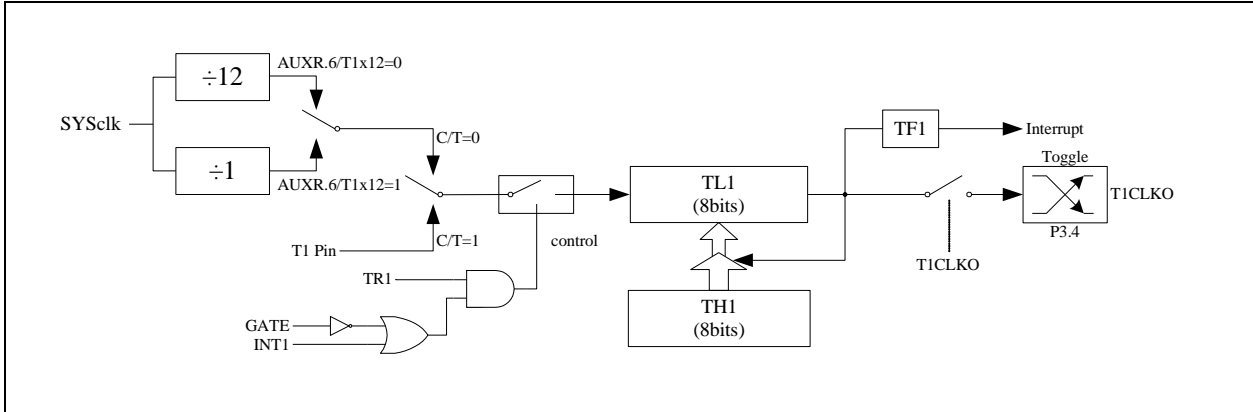 ÷12
AUXR.6/T1x12=0
SYSclk
÷1
AUXR.6/T1x12=1
C/T=0
T1 Pin
C/T=1
control
TR1
GATE
INT1
TL1
(8bits)
TH1
(8bits)
TF1
Interrupt
Toggle
T1CLKO
P3.4
T1CLKO